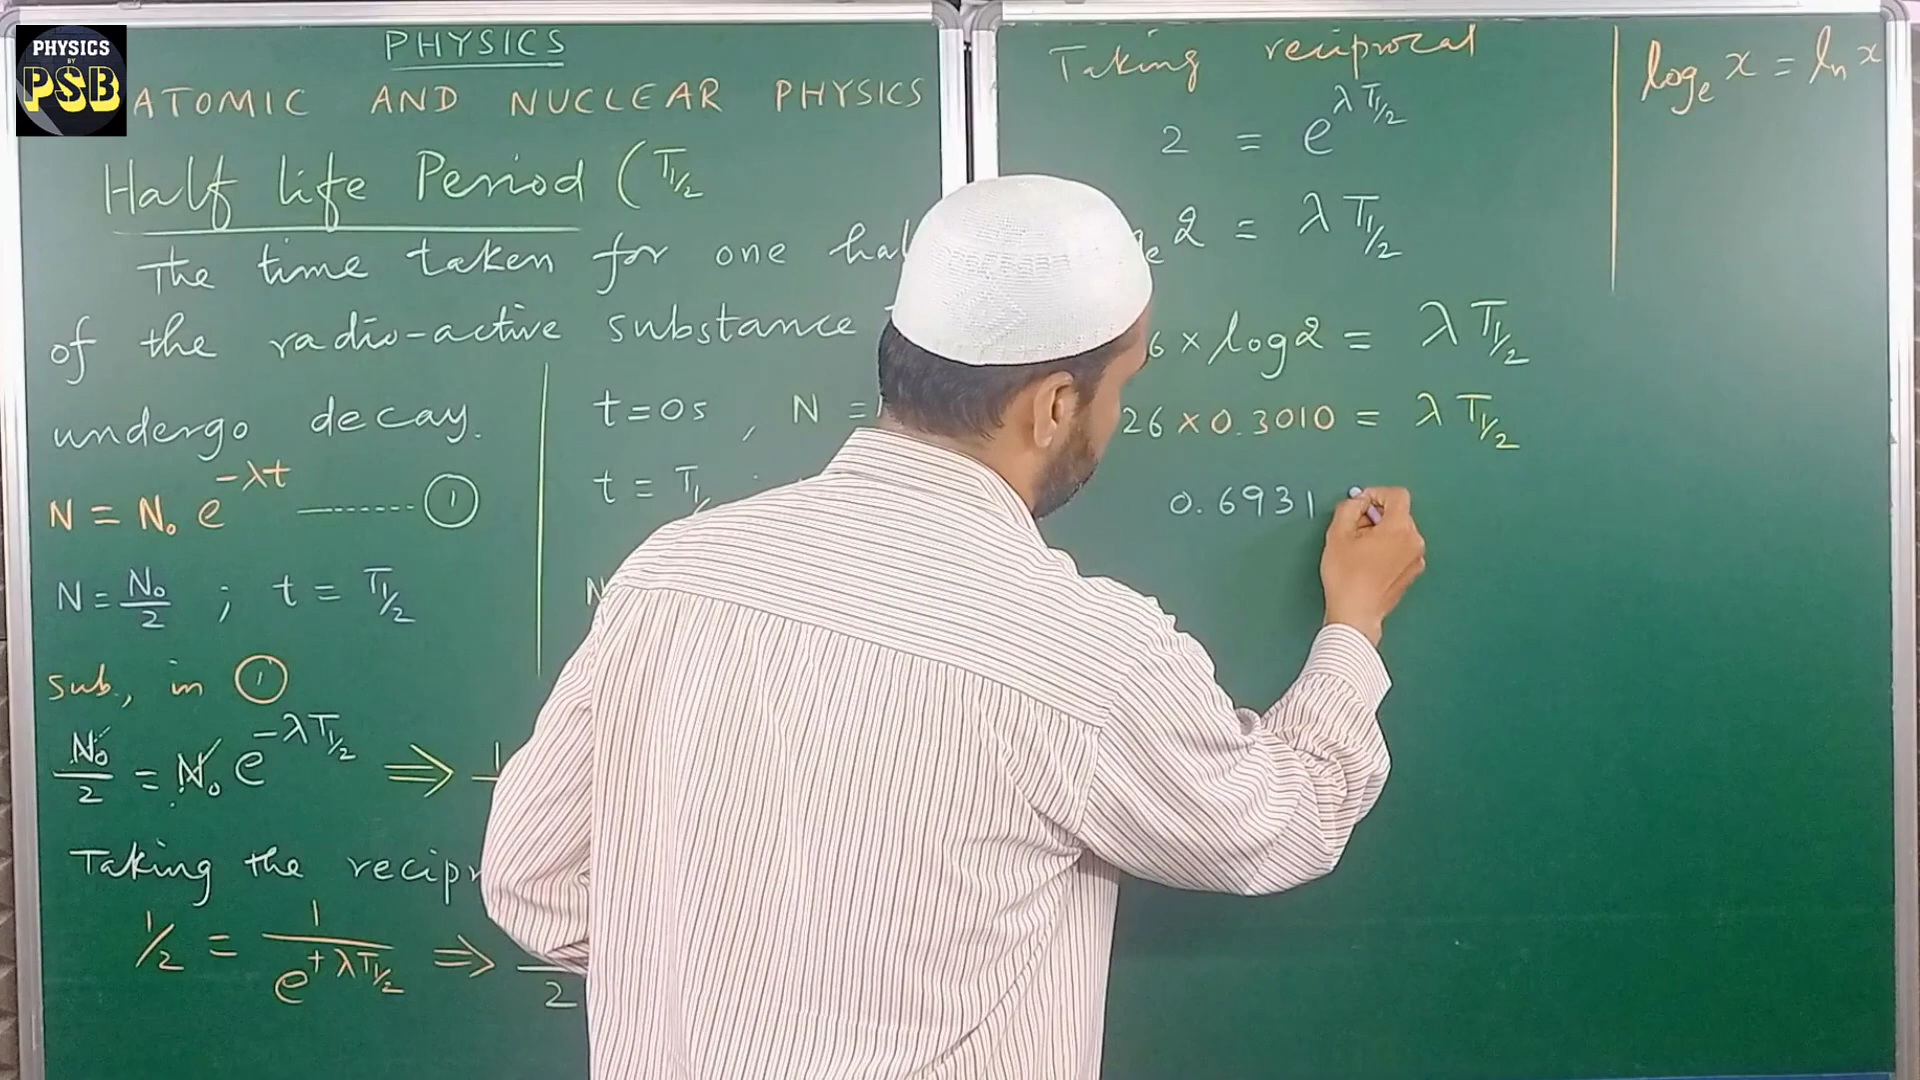 PHYSICS
BY
PSB
PHYSICS
ATOMIC AND NUCLEAR PHYSICS
Half life Period (T1/2
The time taken for one hal
of the radio-active substance
undergo decay.
N = N₀ e^-λt -------- ①
N = N₀/2 ; t = T1/2
sub., in ①
N₀/2 = N₀ e^-λT1/2 ⇒ 1
Taking the recipr
1/2 = 1/e^+λT1/2 ⇒
2
t = 0s , N =
t = T1/ ;
N
Taking reciprocal
2 = e^λT1/2
e 2 = λ T1/2
6 × log2 = λ T1/2
26 × 0.3010 = λ T1/2
0.6931
logₑ x = ln x